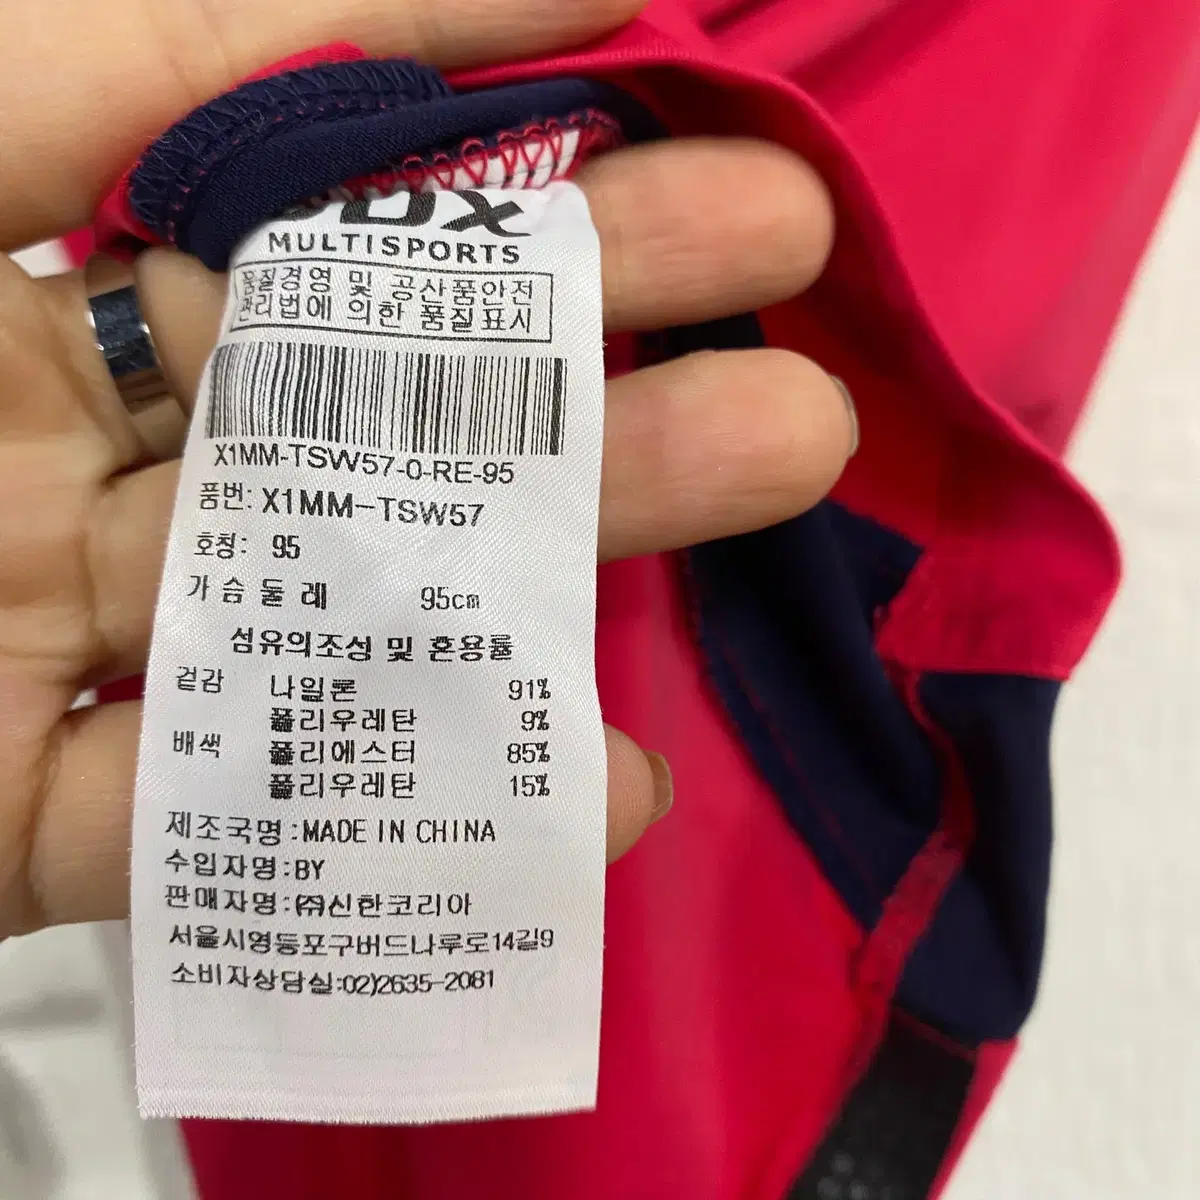 MULTISPORTS
품질경영 및 공산품안전
관리법에 의한 품질표시
X1MM-TSW57-0-RE-95
품번: X1MM-TSW57
호칭: 95
가슴둘레 95cm
섬유의조성 및 혼용률
겉감 나일론 91%
폴리우레탄 9%
배색 폴리에스터 85%
폴리우레탄 15%
제조국명:MADE IN CHINA
수입자명:BY
판매자명:㈜신한코리아
서울시영등포구버드나루로14길9
소비자상담실:02)2635-2081